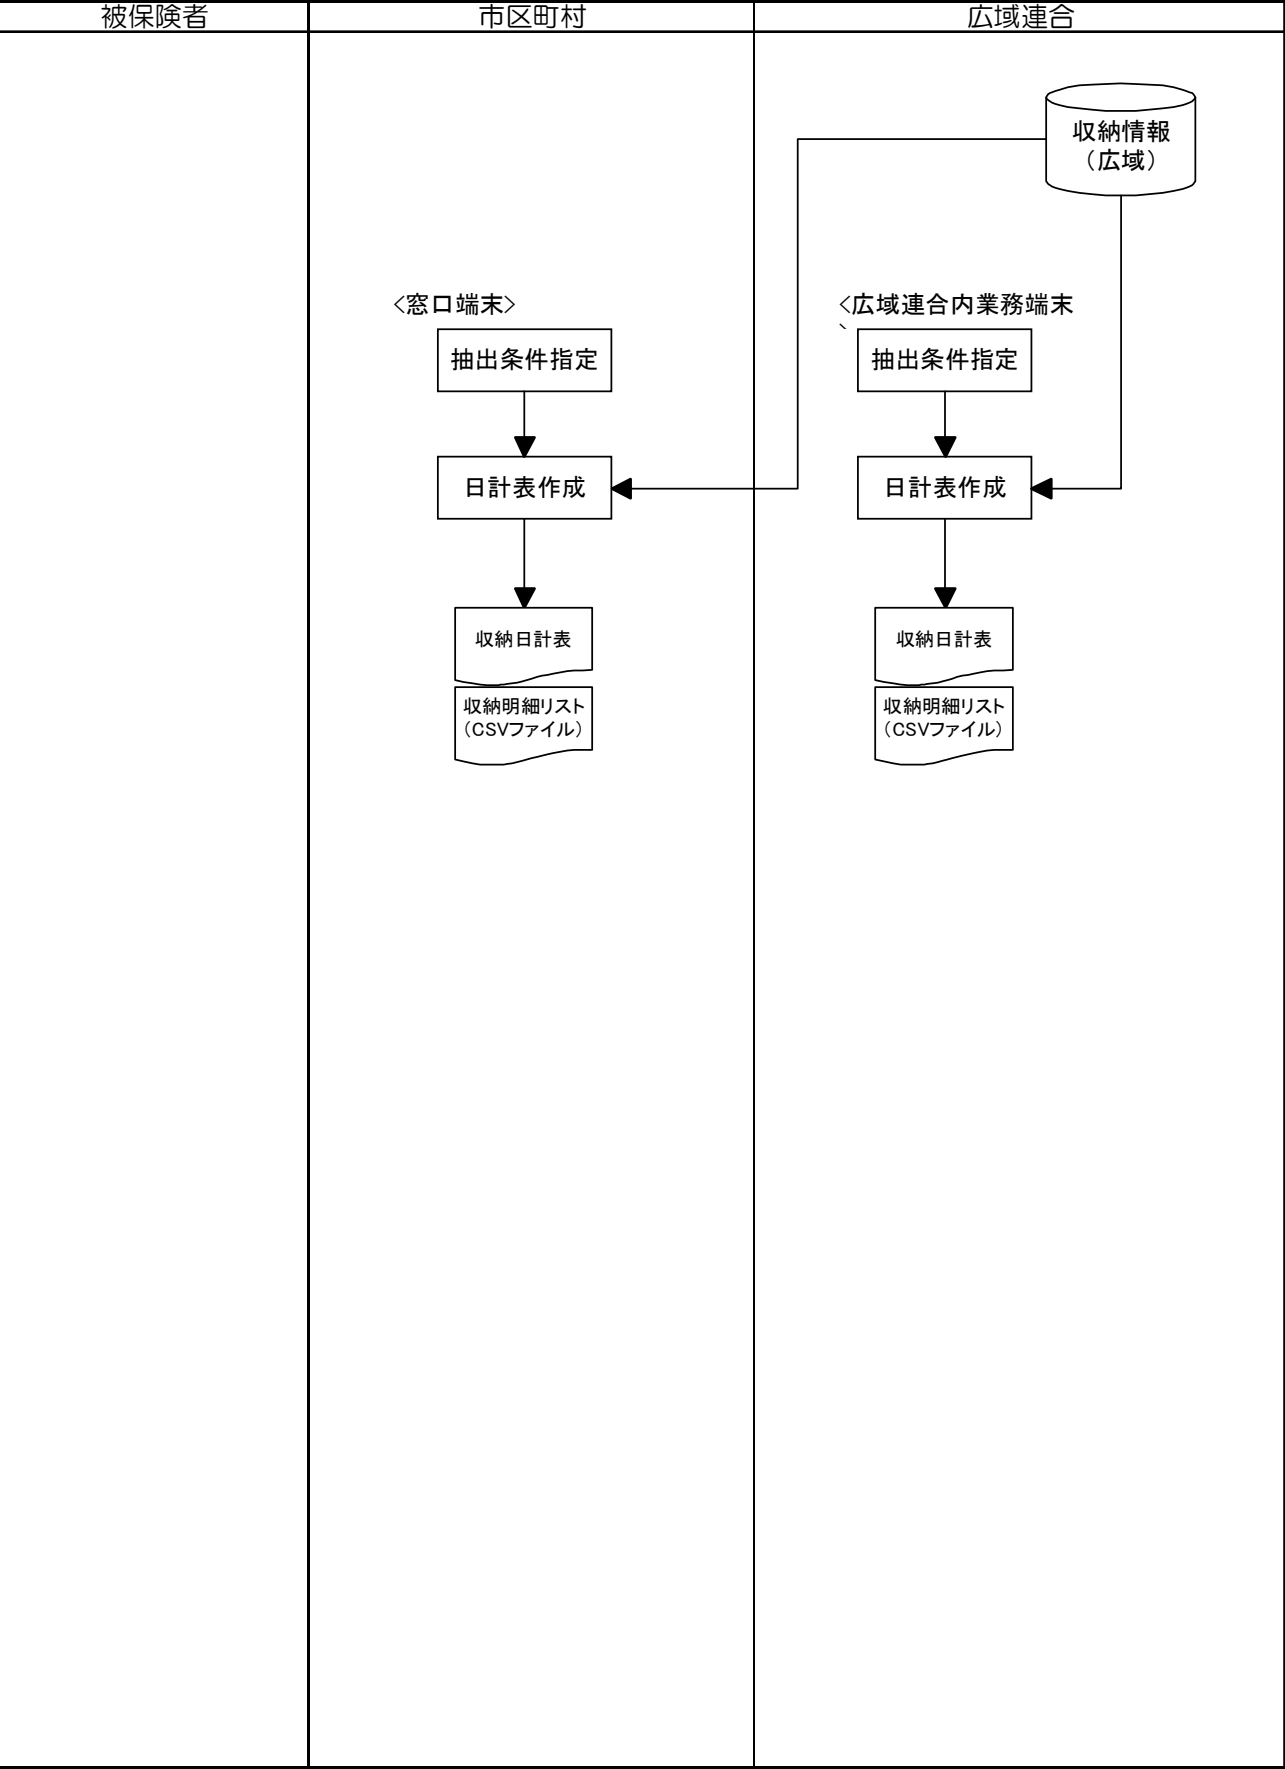 被保険者
市区町村
広域連合
収納情報
（広域）
<窓口端末>
<広域連合内業務端末
抽出条件指定
抽出条件指定
日計表作成
日計表作成
収納日計表
収納日計表
収納明細リスト
（CSVファイル）
収納明細リスト
（CSVファイル）